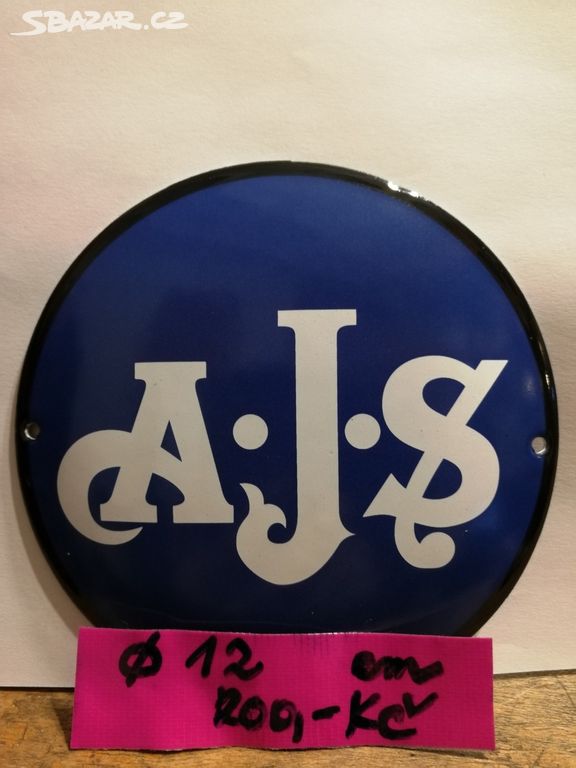 SBAZAR.CZ
A·J·S
Ø 12 cm
200,- Kč